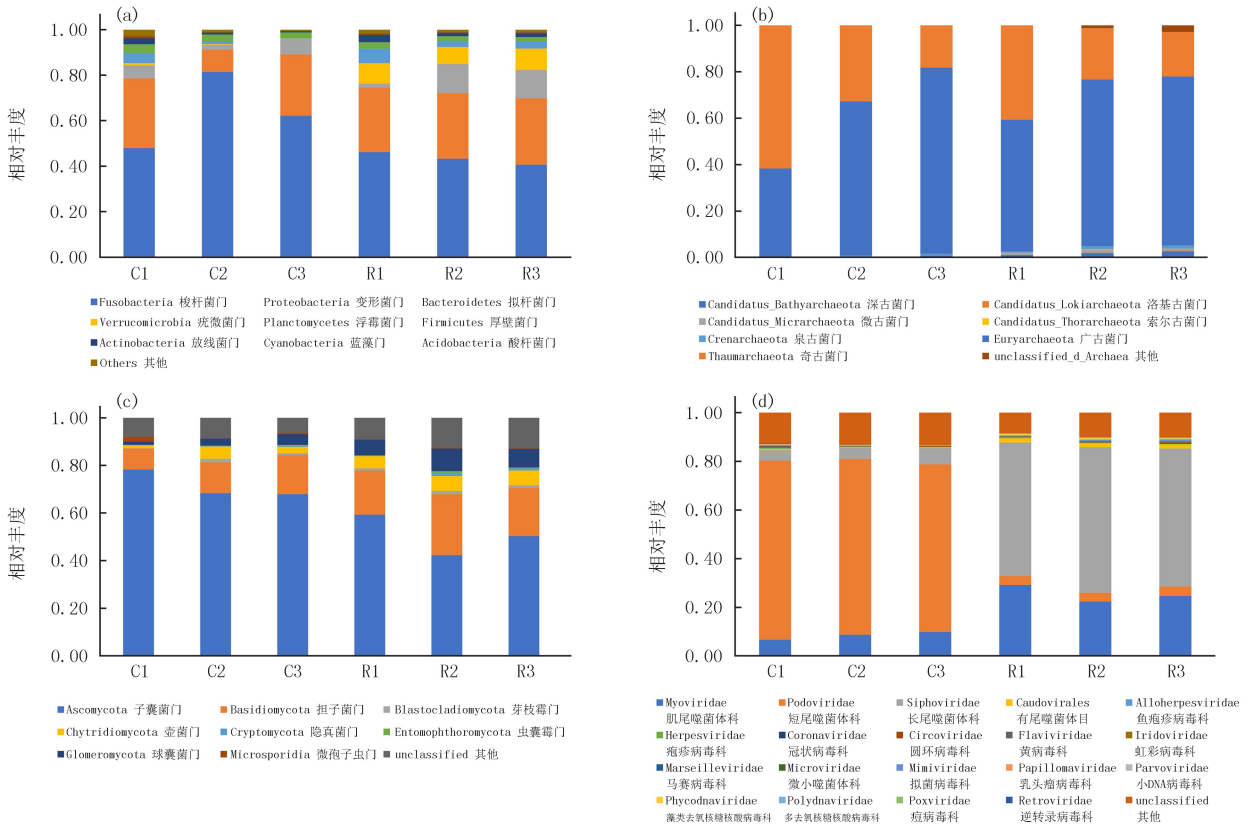 (a)
1.00
0.80
0.60
0.40
0.20
0.00
相对丰度
C1 C2 C3 R1 R2 R3
Fusobacteria 梭杆菌门 Proteobacteria 变形菌门 Bacteroidetes 拟杆菌门
Verrucomicrobia 疣微菌门 Planctomycetes 浮霉菌门 Firmicutes 厚壁菌门
Actinobacteria 放线菌门 Cyanobacteria 蓝藻门 Acidobacteria 酸杆菌门
Others 其他
(b)
1.00
0.80
0.60
0.40
0.20
0.00
相对丰度
C1 C2 C3 R1 R2 R3
Candidatus_Bathyarchaeota 深古菌门 Candidatus_Lokiarchaeota 洛基古菌门
Candidatus_Micrarchaeota 微古菌门 Candidatus_Thorarchaeota 索尔古菌门
Crenarchaeota 泉古菌门 Euryarchaeota 广古菌门
Thaumarchaeota 奇古菌门 unclassified_d_Archaea 其他
(c)
1.00
0.80
0.60
0.40
0.20
0.00
相对丰度
C1 C2 C3 R1 R2 R3
Ascomycota 子囊菌门 Basidiomycota 担子菌门 Blastocladiomycota 芽枝霉门
Chytridiomycota 壶菌门 Cryptomycota 隐真菌门 Entomophthoromycota 虫囊霉门
Glomeromycota 球囊菌门 Microsporidia 微孢子虫门 unclassified 其他
(d)
1.00
0.80
0.60
0.40
0.20
0.00
相对丰度
C1 C2 C3 R1 R2 R3
Myoviridae Podoviridae Siphoviridae Caudovirales Alloherpesviridae
肌尾噬菌体科 短尾噬菌体科 长尾噬菌体科 有尾噬菌体目 鱼疱疹病毒科
Herpesviridae Coronaviridae Circoviridae Flaviviridae Iridoviridae
疱疹病毒科 冠状病毒科 圆环病毒科 黄病毒科 虹彩病毒科
Marseilleviridae Microviridae Mimiviridae Papillomaviridae Parvoviridae
马赛病毒科 微小噬菌体科 拟菌病毒科 乳头瘤病毒科 小DNA病毒科
Phycodnaviridae Polydnaviridae Poxviridae Retroviridae unclassified
藻类去氧核糖核酸病毒科 多去氧核糖核酸病毒科 痘病毒科 逆转录病毒科 其他